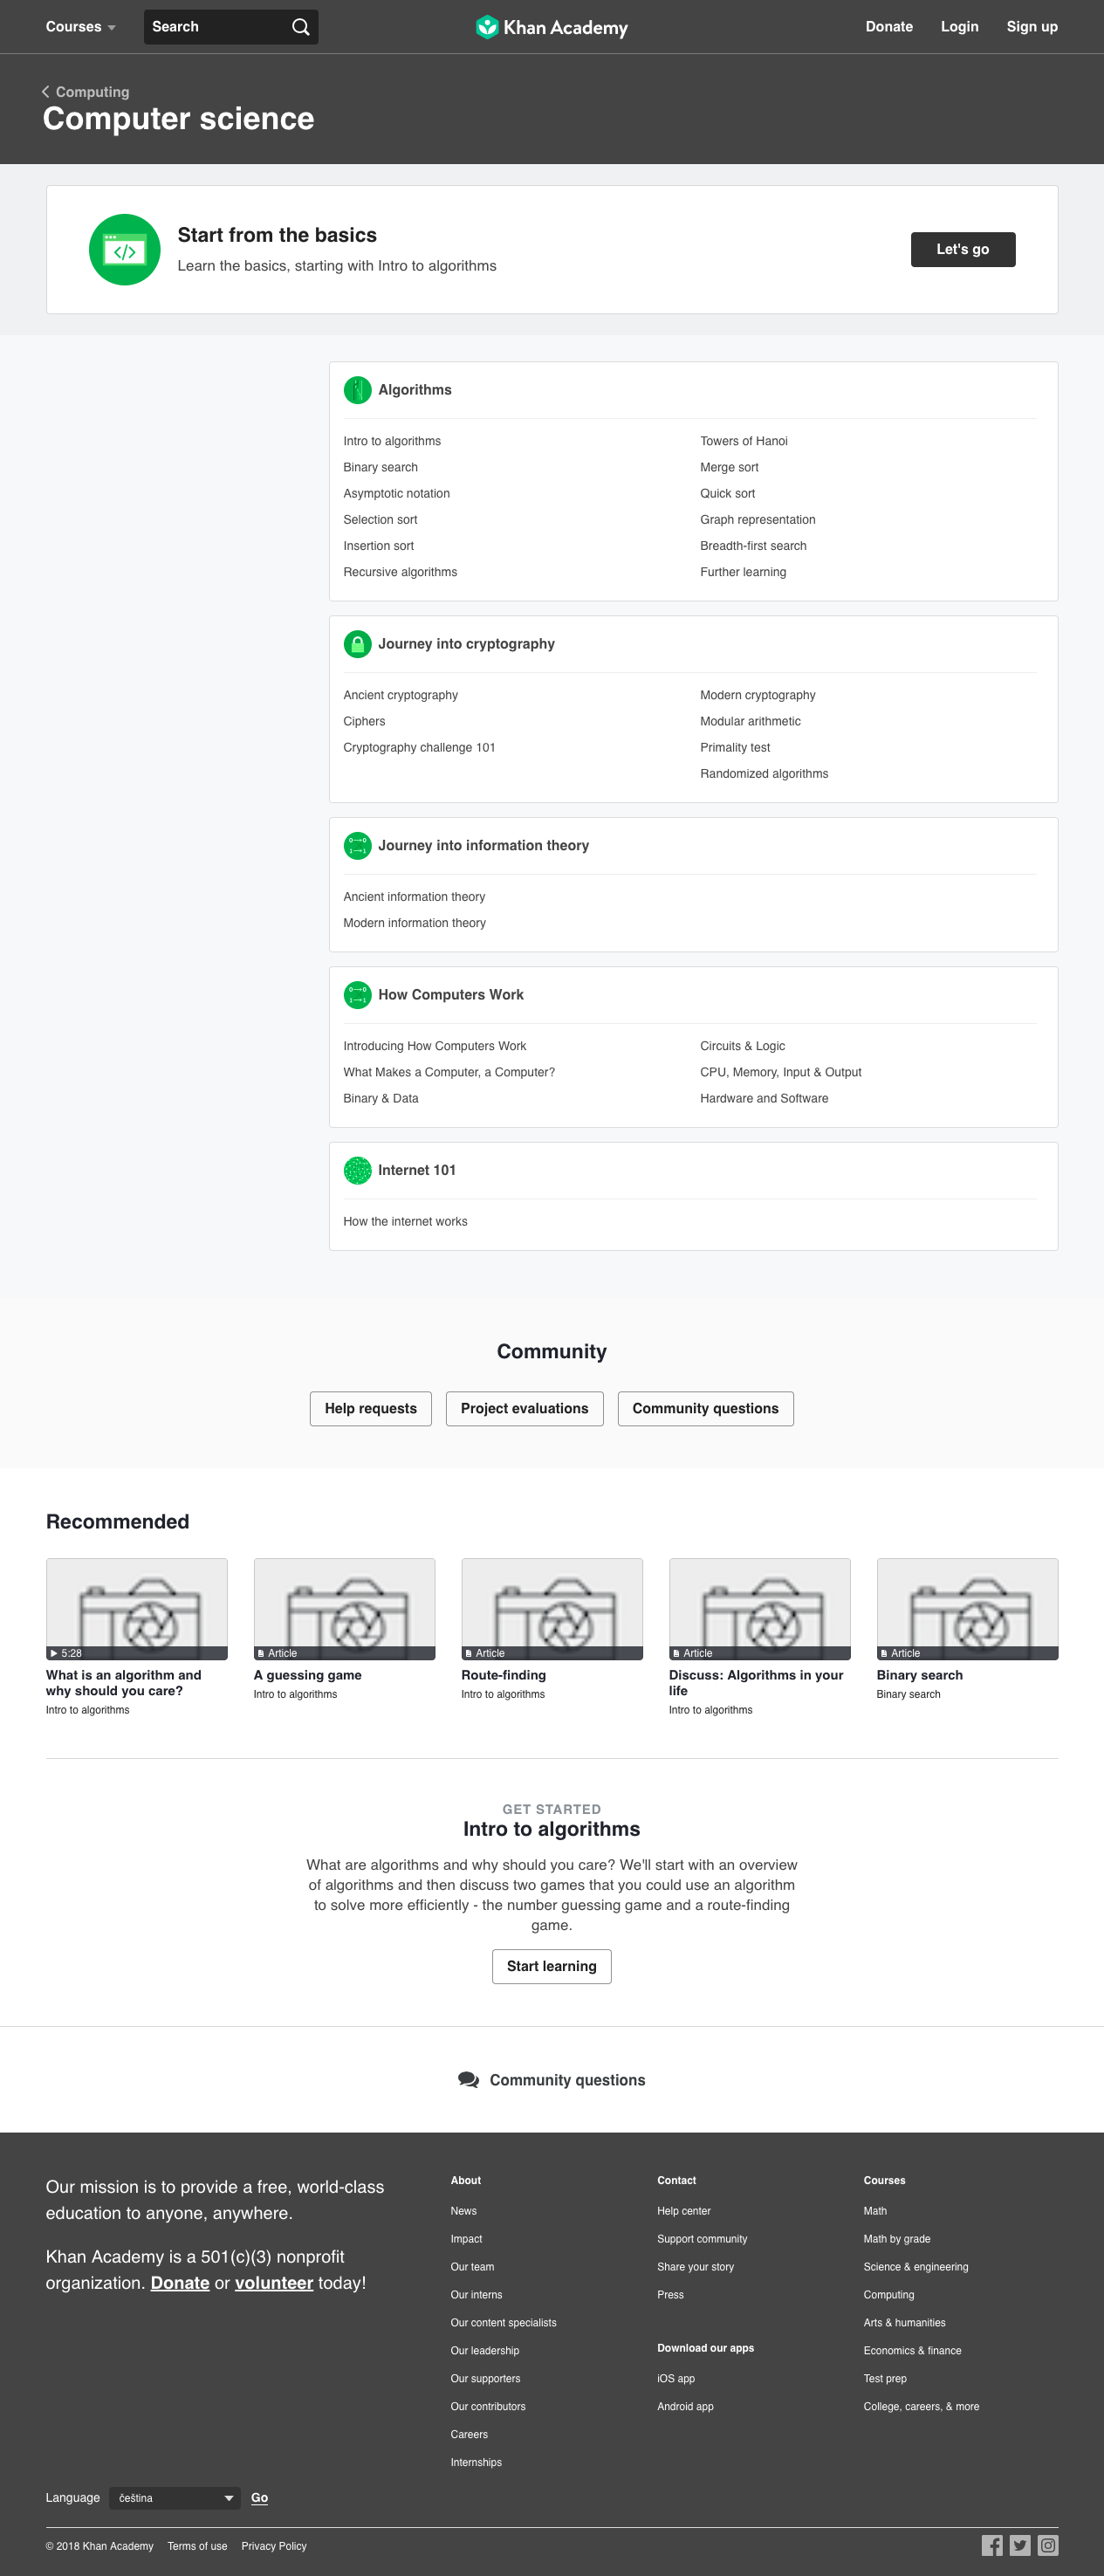 Courses
Search
Khan Academy
Donate
Login
Sign up
Computing
Computer science
Start from the basics
Learn the basics, starting with Intro to algorithms
Let's go
Algorithms
Intro to algorithms
Binary search
Asymptotic notation
Selection sort
Insertion sort
Recursive algorithms
Towers of Hanoi
Merge sort
Quick sort
Graph representation
Breadth-first search
Further learning
Journey into cryptography
Ancient cryptography
Ciphers
Cryptography challenge 101
Modern cryptography
Modular arithmetic
Primality test
Randomized algorithms
Journey into information theory
Ancient information theory
Modern information theory
How Computers Work
Introducing How Computers Work
What Makes a Computer, a Computer?
Binary & Data
Circuits & Logic
CPU, Memory, Input & Output
Hardware and Software
Internet 101
How the internet works
Community
Help requests
Project evaluations
Community questions
Recommended
5:28
What is an algorithm and
why should you care?
Intro to algorithms
Article
A guessing game
Intro to algorithms
Article
Route-finding
Intro to algorithms
Article
Discuss: Algorithms in your
life
Intro to algorithms
Article
Binary search
Binary search
GET STARTED
Intro to algorithms
What are algorithms and why should you care? We'll start with an overview
of algorithms and then discuss two games that you could use an algorithm
to solve more efficiently - the number guessing game and a route-finding
game.
Start learning
Community questions
Our mission is to provide a free, world-class
education to anyone, anywhere.
Khan Academy is a 501(c)(3) nonprofit
organization. Donate or volunteer today!
About
News
Impact
Our team
Our interns
Our content specialists
Our leadership
Our supporters
Our contributors
Careers
Internships
Contact
Help center
Support community
Share your story
Press
Download our apps
iOS app
Android app
Courses
Math
Math by grade
Science & engineering
Computing
Arts & humanities
Economics & finance
Test prep
College, careers, & more
Language
čeština
Go
© 2018 Khan Academy
Terms of use
Privacy Policy